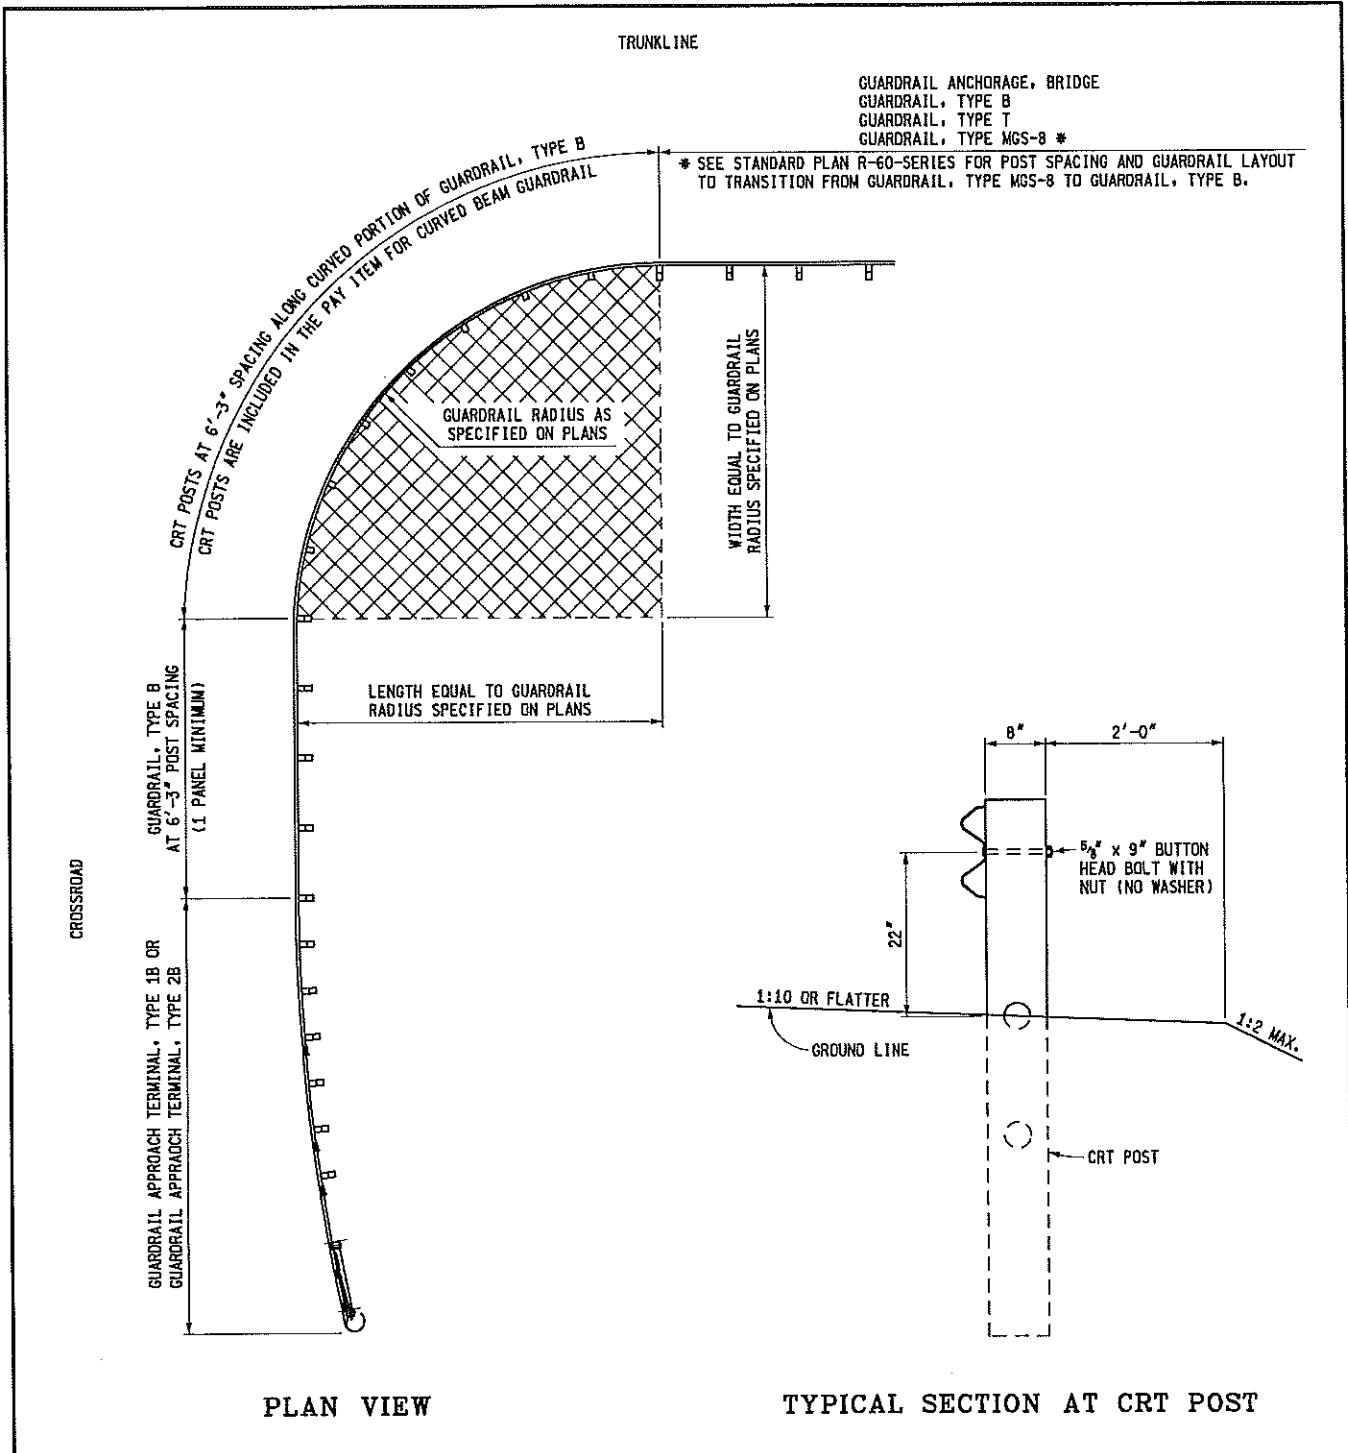 TRUNKLINE
GUARDRAIL ANCHORAGE, BRIDGE
GUARDRAIL, TYPE B
GUARDRAIL, TYPE T
GUARDRAIL, TYPE MGS-8 *
* SEE STANDARD PLAN R-60-SERIES FOR POST SPACING AND GUARDRAIL LAYOUT
TO TRANSITION FROM GUARDRAIL, TYPE MGS-8 TO GUARDRAIL, TYPE B.
CRT POSTS AT 6'-3" SPACING ALONG CURVED PORTION OF GUARDRAIL, TYPE B
CRT POSTS ARE INCLUDED IN THE PAY ITEM FOR CURVED BEAM GUARDRAIL
GUARDRAIL RADIUS AS
SPECIFIED ON PLANS
WIDTH EQUAL TO GUARDRAIL
RADIUS SPECIFIED ON PLANS
LENGTH EQUAL TO GUARDRAIL
RADIUS SPECIFIED ON PLANS
GUARDRAIL, TYPE B
AT 6'-3" POST SPACING
(1 PANEL MINIMUM)
CROSSROAD
GUARDRAIL APPROACH TERMINAL, TYPE 1B OR
GUARDRAIL APPRAOCH TERMINAL, TYPE 2B
8"
2'-0"
5/8" x 9" BUTTON
HEAD BOLT WITH
NUT (NO WASHER)
22"
1:10 OR FLATTER
GROUND LINE
1:2 MAX.
CRT POST
PLAN VIEW
TYPICAL SECTION AT CRT POST